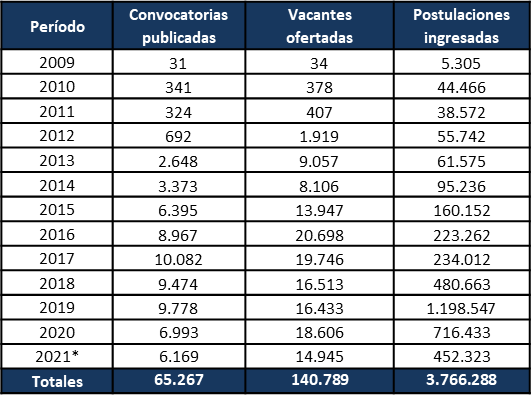 Período Convocatorias publicadas Vacantes ofertadas Postulaciones ingresadas
2009 31 34 5.305
2010 341 378 44.466
2011 324 407 38.572
2012 692 1.919 55.742
2013 2.648 9.057 61.575
2014 3.373 8.106 95.236
2015 6.395 13.947 160.152
2016 8.967 20.698 223.262
2017 10.082 19.746 234.012
2018 9.474 16.513 480.663
2019 9.778 16.433 1.198.547
2020 6.993 18.606 716.433
2021* 6.169 14.945 452.323
Totales 65.267 140.789 3.766.288